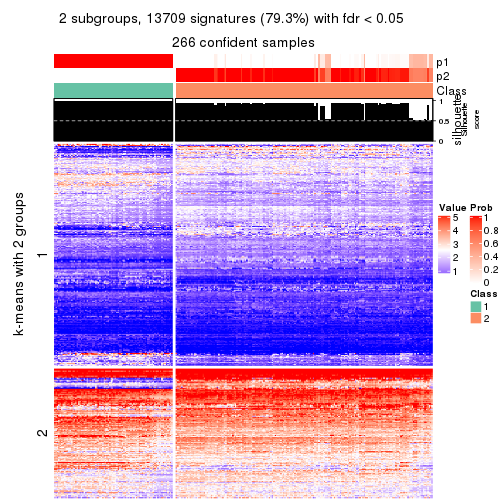 2 subgroups, 13709 signatures (79.3%) with fdr < 0.05
266 confident samples
p1
p2
Class
1
0.5
0
silhouette
Silhouette
score
k-means with 2 groups
1
2
Value
5
4
3
2
1
Prob
1
0.8
0.6
0.4
0.2
0
Class
1
2